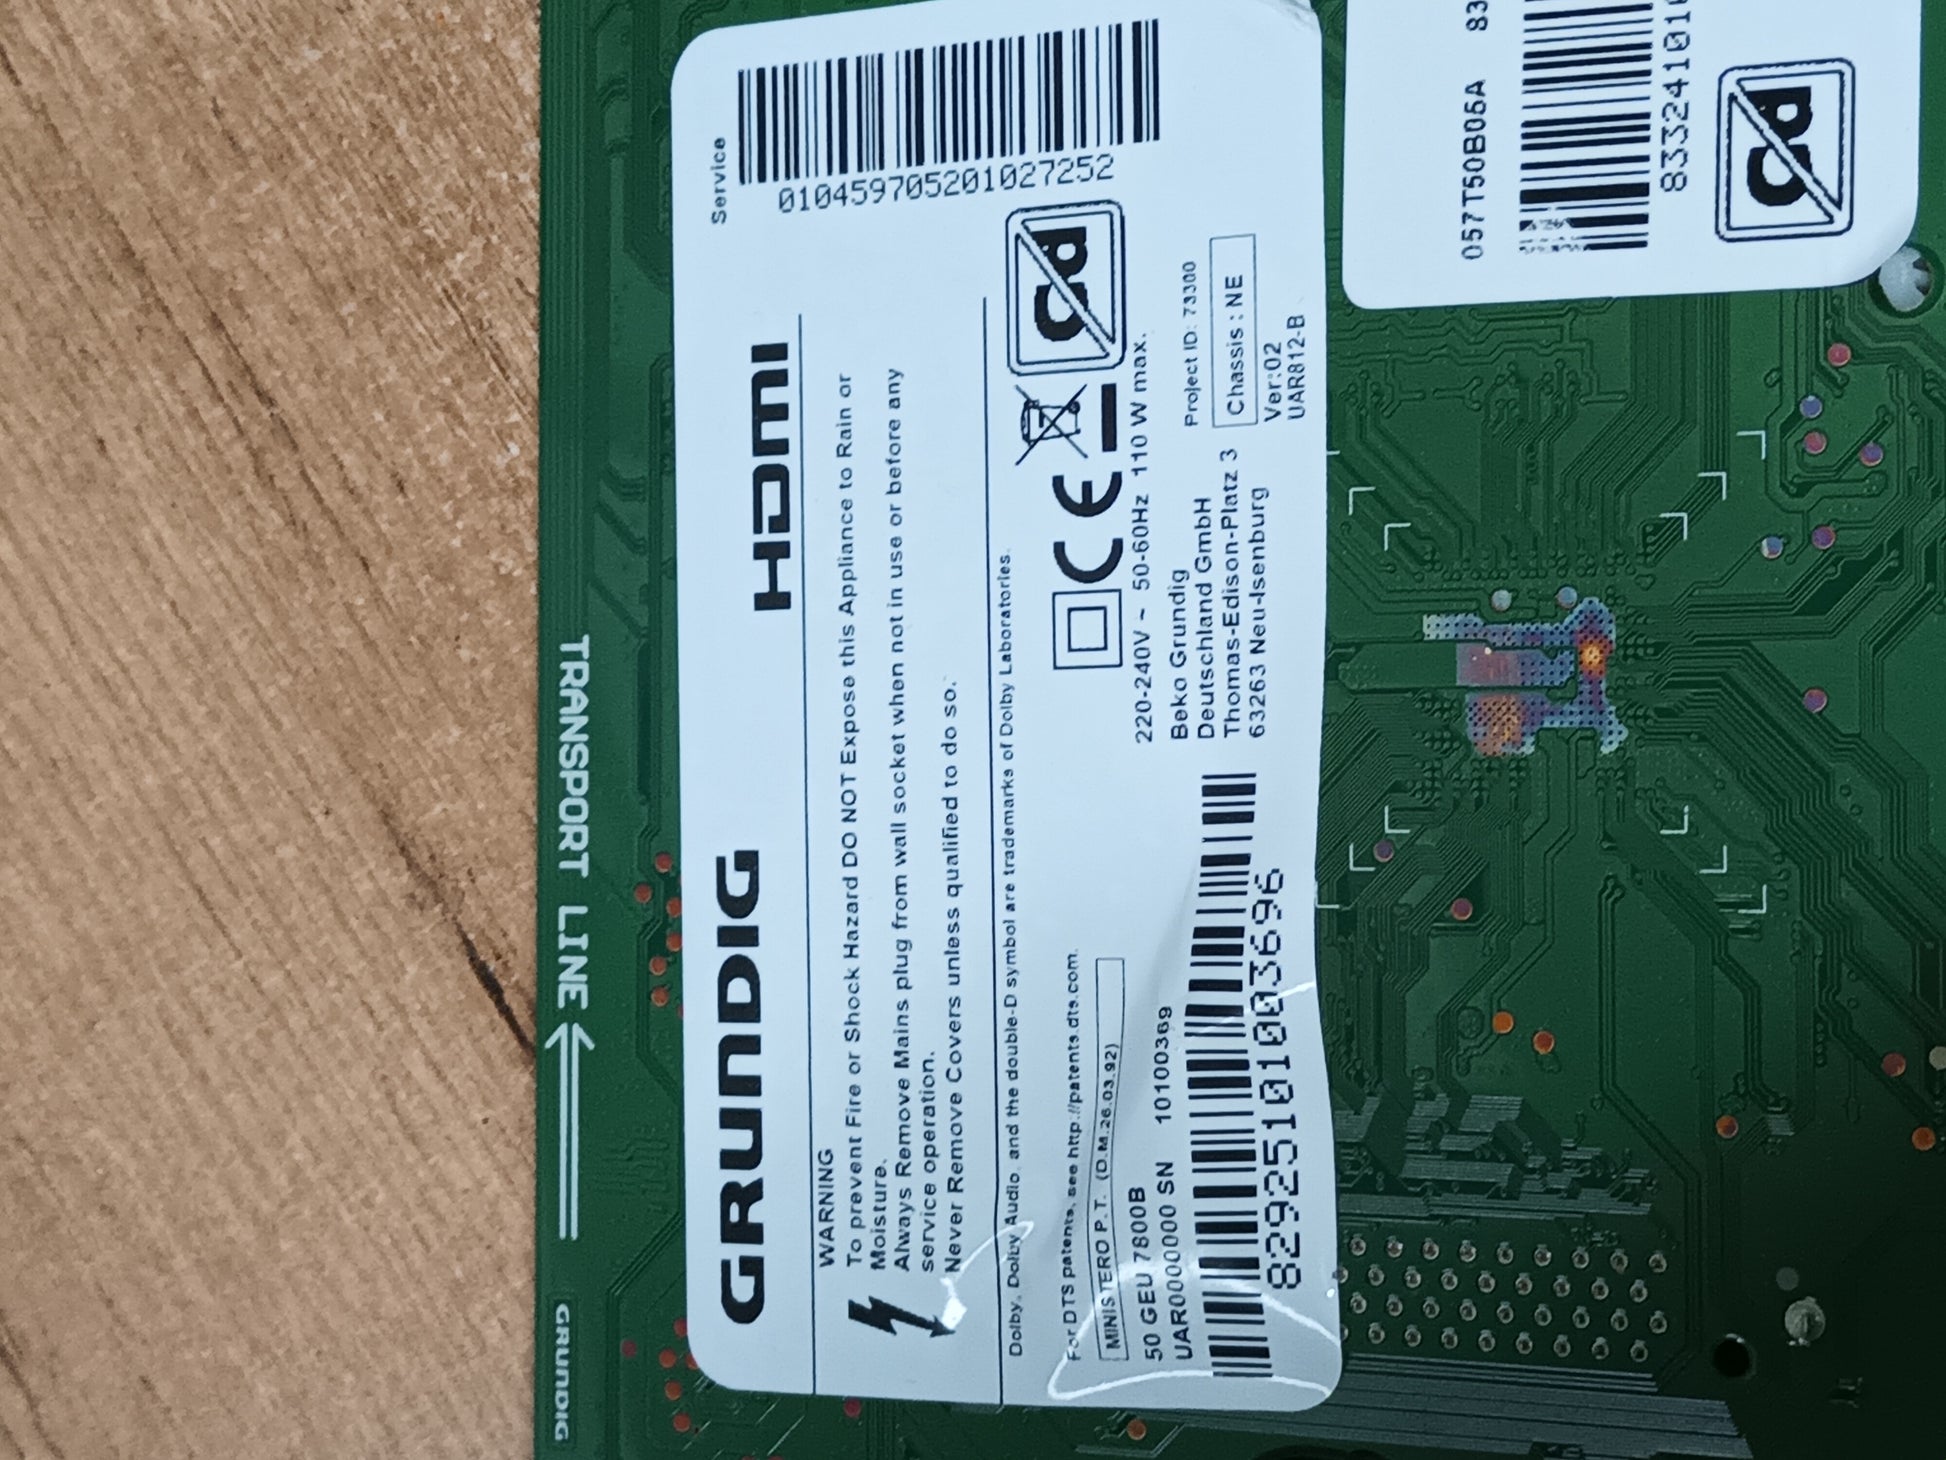 TRANSPORT LINE
GRUNDIG
GRUNDIG
HDMI
Service
010459705201027252
WARNING
To prevent Fire or Shock Hazard DO NOT Expose this Appliance to Rain or
Moisture.
Always Remove Mains plug from wall socket when not in use or before any
service operation.
Never Remove Covers unless qualified to do so.
Dolby, Dolby Audio, and the double-D symbol are trademarks of Dolby Laboratories.
For DTS patents, see http://patents.dts.com.
MINISTERO P.T. (D.M.26.03.92)
CE
Cd
220-240V ~ 50-60Hz 110 W max.
50 GEU 7800B
UAR0000000 SN 10100369
82925101003696
Beko Grundig
Deutschland GmbH
Thomas-Edison-Platz 3
63263 Neu-Isenburg
Project ID: 73300
Chassis : NE
Ver:02
UAR812-B
057T50B05A 83
Cd